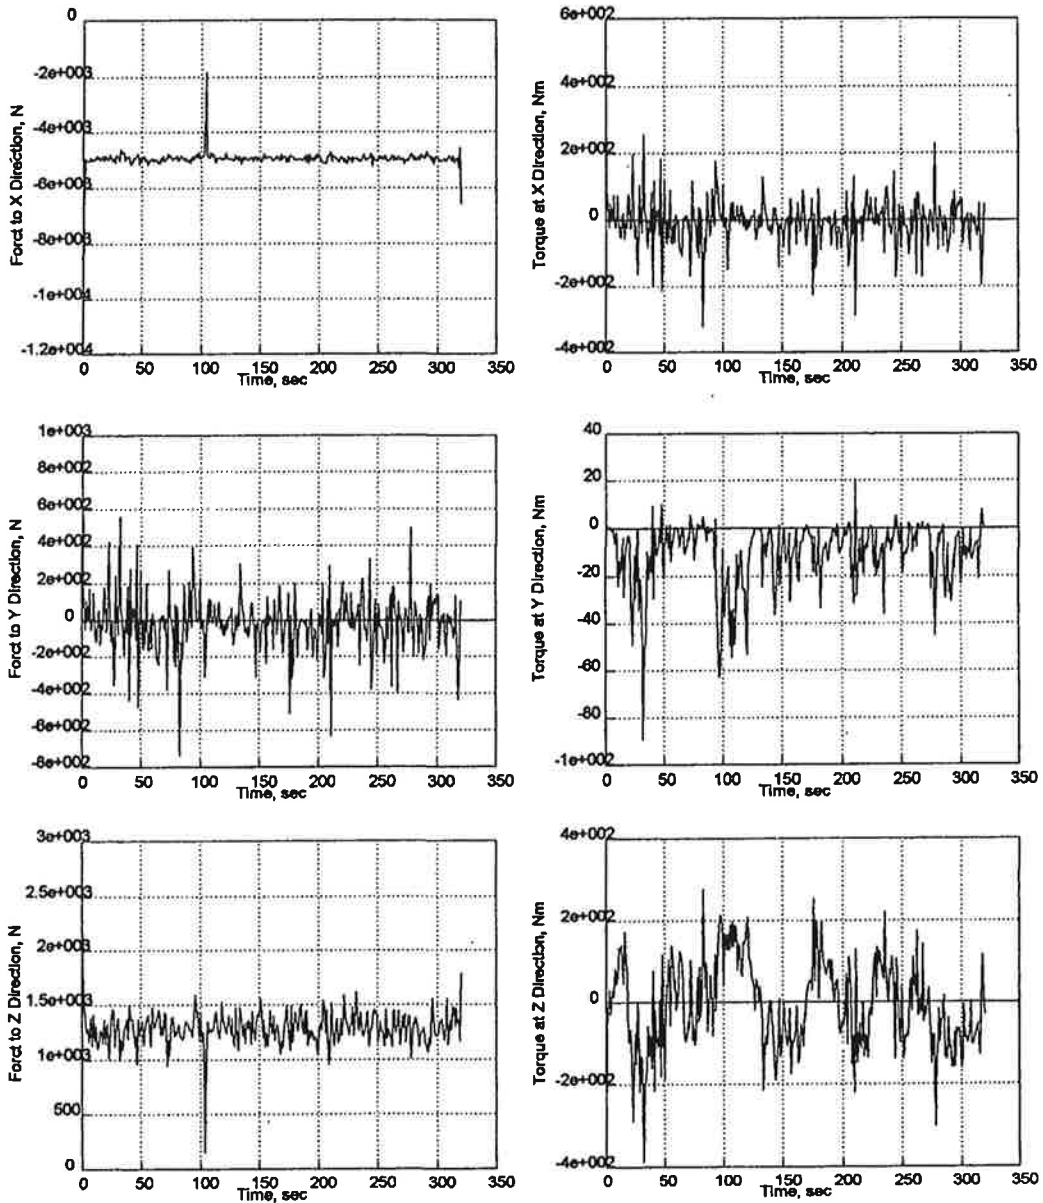 0
-2e+003
-4e+003
-6e+003
-8e+003
-1e+004
-1.2e+004
Forct to X Direction, N
0 50 100 150 200 250 300 350
Time, sec
6e+002
4e+002
2e+002
0
-2e+002
-4e+002
Torque at X Direction, Nm
0 50 100 150 200 250 300 350
Time, sec
1e+003
8e+002
6e+002
4e+002
2e+002
0
-2e+002
-4e+002
-6e+002
-8e+002
Forct to Y Direction, N
0 50 100 150 200 250 300 350
Time, sec
40
20
0
-20
-40
-60
-80
-1e+002
Torque at Y Direction, Nm
0 50 100 150 200 250 300 350
Time, sec
3e+003
2.5e+003
2e+003
1.5e+003
1e+003
500
0
Forct to Z Direction, N
0 50 100 150 200 250 300 350
Time, sec
4e+002
2e+002
0
-2e+002
-4e+002
Torque at Z Direction, Nm
0 50 100 150 200 250 300 350
Time, sec